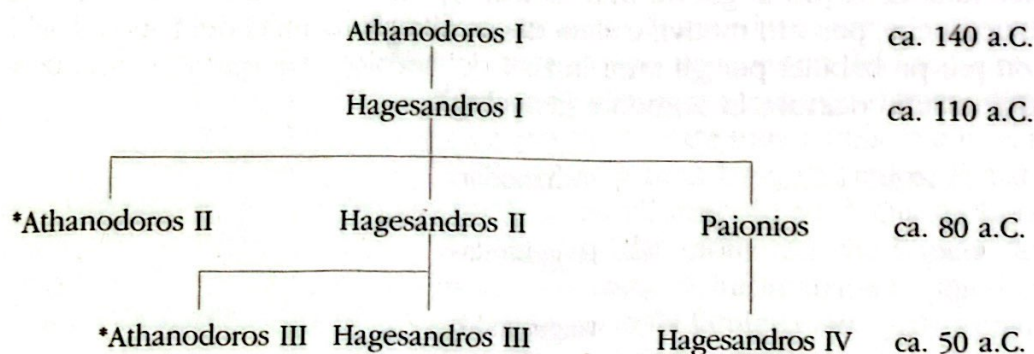 Athanodoros I ca. 140 a.C.
Hagesandros I ca. 110 a.C.
*Athanodoros II Hagesandros II Paionios ca. 80 a.C.
*Athanodoros III Hagesandros III Hagesandros IV ca. 50 a.C.